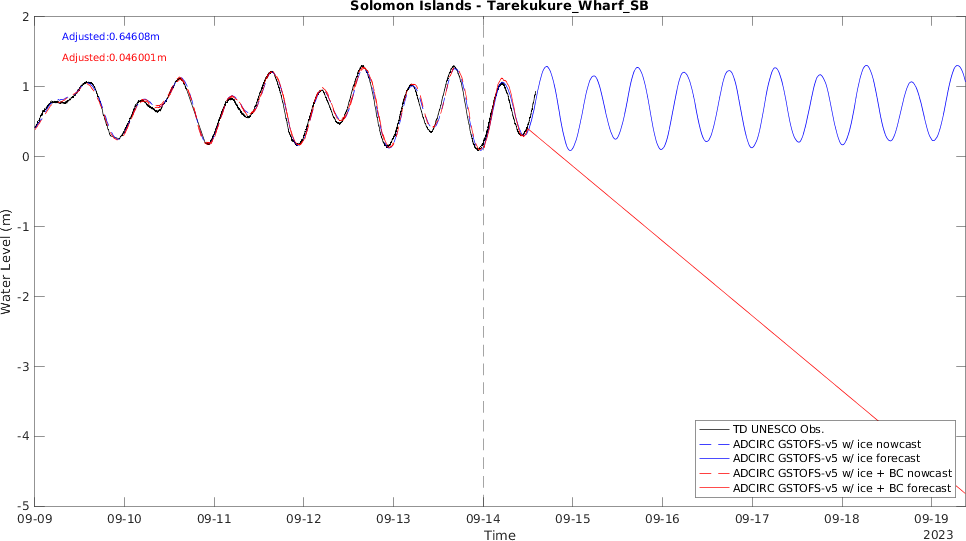 Solomon Islands - Tarekukure_Wharf_SB
Adjusted:0.64608m
Adjusted:0.046001m
Water Level (m)
2
1
0
-1
-2
-3
-4
-5
TD UNESCO Obs.
ADCIRC GSTOFS-v5 w/ ice nowcast
ADCIRC GSTOFS-v5 w/ ice forecast
ADCIRC GSTOFS-v5 w/ ice + BC nowcast
ADCIRC GSTOFS-v5 w/ ice + BC forecast
09-09 09-10 09-11 09-12 09-13 09-14 09-15 09-16 09-17 09-18 09-19
Time
2023